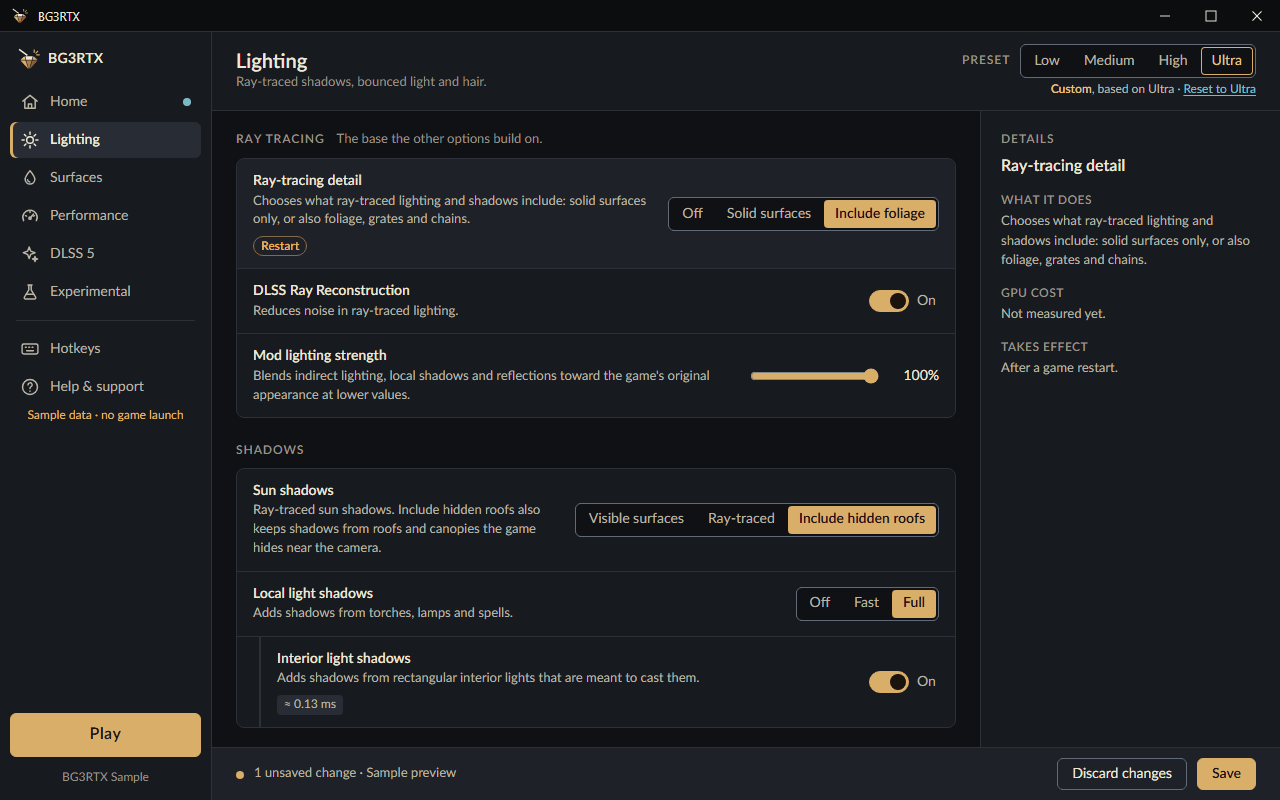 BG3RTX
BG3RTX
Home
Lighting
Surfaces
Performance
DLSS 5
Experimental
Hotkeys
Help & support
Sample data · no game launch
Play
BG3RTX Sample
Lighting
Ray-traced shadows, bounced light and hair.
PRESET Low Medium High Ultra
Custom, based on Ultra · Reset to Ultra
RAY TRACING The base the other options build on.
Ray-tracing detail
Chooses what ray-traced lighting and shadows include: solid surfaces
only, or also foliage, grates and chains.
Restart
Off Solid surfaces Include foliage
DLSS Ray Reconstruction
Reduces noise in ray-traced lighting.
On
Mod lighting strength
Blends indirect lighting, local shadows and reflections toward the game's original
appearance at lower values.
100%
SHADOWS
Sun shadows
Ray-traced sun shadows. Include hidden roofs also
keeps shadows from roofs and canopies the game
hides near the camera.
Visible surfaces Ray-traced Include hidden roofs
Local light shadows
Adds shadows from torches, lamps and spells.
Off Fast Full
Interior light shadows
Adds shadows from rectangular interior lights that are meant to cast them.
≈ 0.13 ms
On
DETAILS
Ray-tracing detail
WHAT IT DOES
Chooses what ray-traced lighting and
shadows include: solid surfaces only, or also
foliage, grates and chains.
GPU COST
Not measured yet.
TAKES EFFECT
After a game restart.
1 unsaved change · Sample preview
Discard changes Save